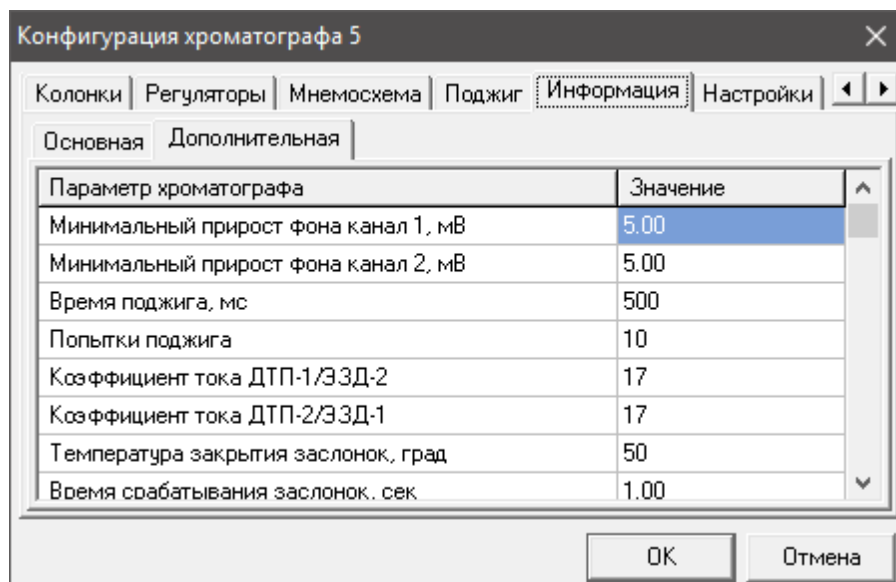 Конфигурация хроматографа 5
Колонки Регуляторы Мнемосхема Поджиг Информация Настройки
Основная Дополнительная
Параметр хроматографа Значение
Минимальный прирост фона канал 1, мВ 5.00
Минимальный прирост фона канал 2, мВ 5.00
Время поджига, мс 500
Попытки поджига 10
Коэффициент тока ДТП-1/ЭЗД-2 17
Коэффициент тока ДТП-2/ЭЗД-1 17
Температура закрытия заслонок, град 50
Время срабатывания заслонок, сек 1.00
OK Отмена